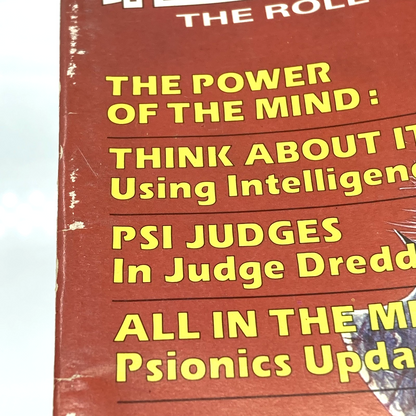 THE ROLE
THE POWER
OF THE MIND:
THINK ABOUT IT
Using Intelligenc
PSI JUDGES
In Judge Dredd
ALL IN THE MI
Psionics Upda